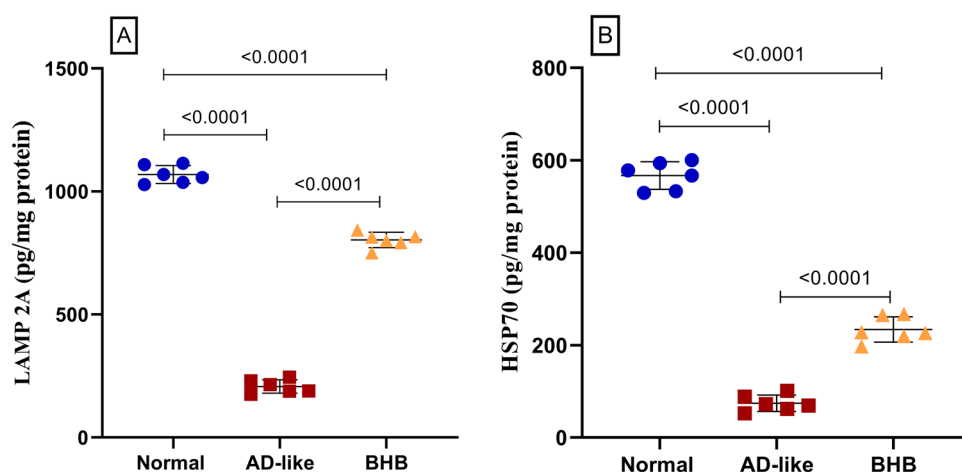 A
LAMP 2A (pg/mg protein)
1500
1000
500
0
<0.0001
<0.0001
<0.0001
Normal
AD-like
BHB
B
HSP70 (pg/mg protein)
800
600
400
200
0
<0.0001
<0.0001
<0.0001
Normal
AD-like
BHB